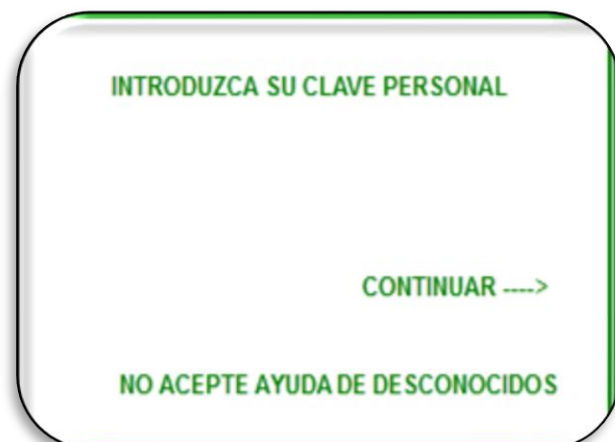 INTRODUZCA SU CLAVE PERSONAL
CONTINUAR ---->
NO ACEPTE AYUDA DE DESCONOCIDOS